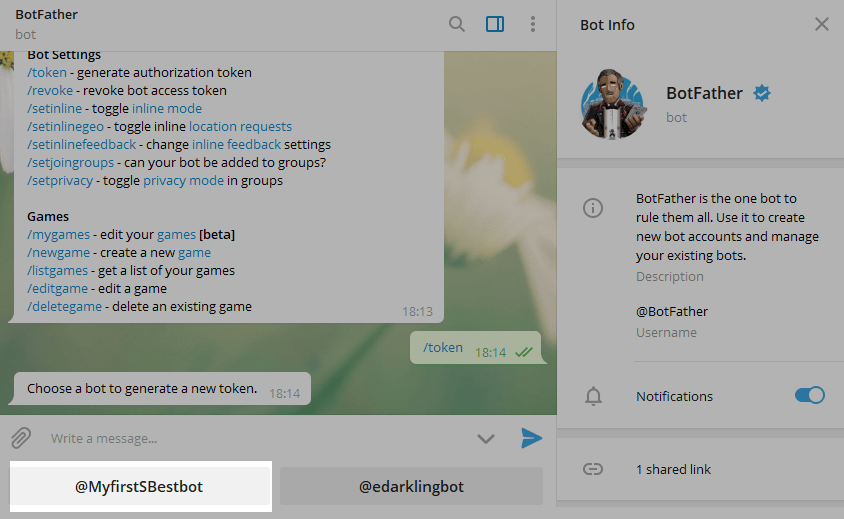 BotFather
bot
Bot Settings
/token - generate authorization token
/revoke - revoke bot access token
/setinline - toggle inline mode
/setinlinegeo - toggle inline location requests
/setinlinefeedback - change inline feedback settings
/setjoingroups - can your bot be added to groups?
/setprivacy - toggle privacy mode in groups
Games
/mygames - edit your games [beta]
/newgame - create a new game
/listgames - get a list of your games
/editgame - edit a game
/deletegame - delete an existing game
18:13
/token 18:14
Choose a bot to generate a new token. 18:14
Write a message...
@MyfirstSBestbot
@edarklingbot
Bot Info
BotFather
bot
BotFather is the one bot to
rule them all. Use it to create
new bot accounts and manage
your existing bots.
Description
@BotFather
Username
Notifications
1 shared link